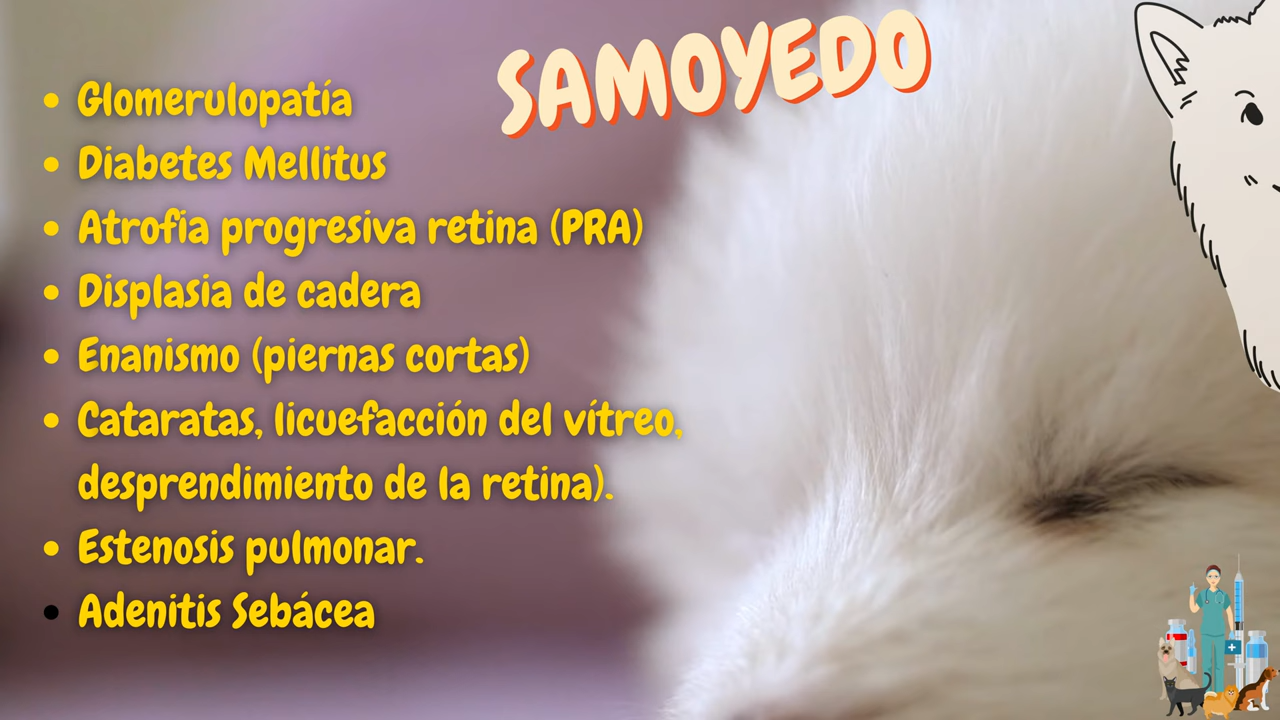 SAMOYEDO
• Glomerulopatía
• Diabetes Mellitus
• Atrofia progresiva retina (PRA)
• Displasia de cadera
• Enanismo (piernas cortas)
• Cataratas, licuefacción del vítreo,
desprendimiento de la retina).
• Estenosis pulmonar.
• Adenitis Sebácea